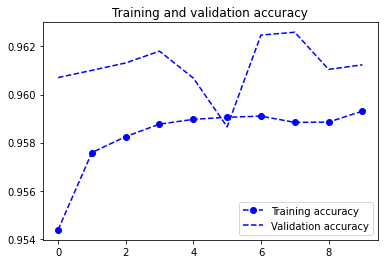 Training and validation accuracy
0.962
0.960
0.958
0.956
0.954
Training accuracy
Validation accuracy
0 2 4 6 8